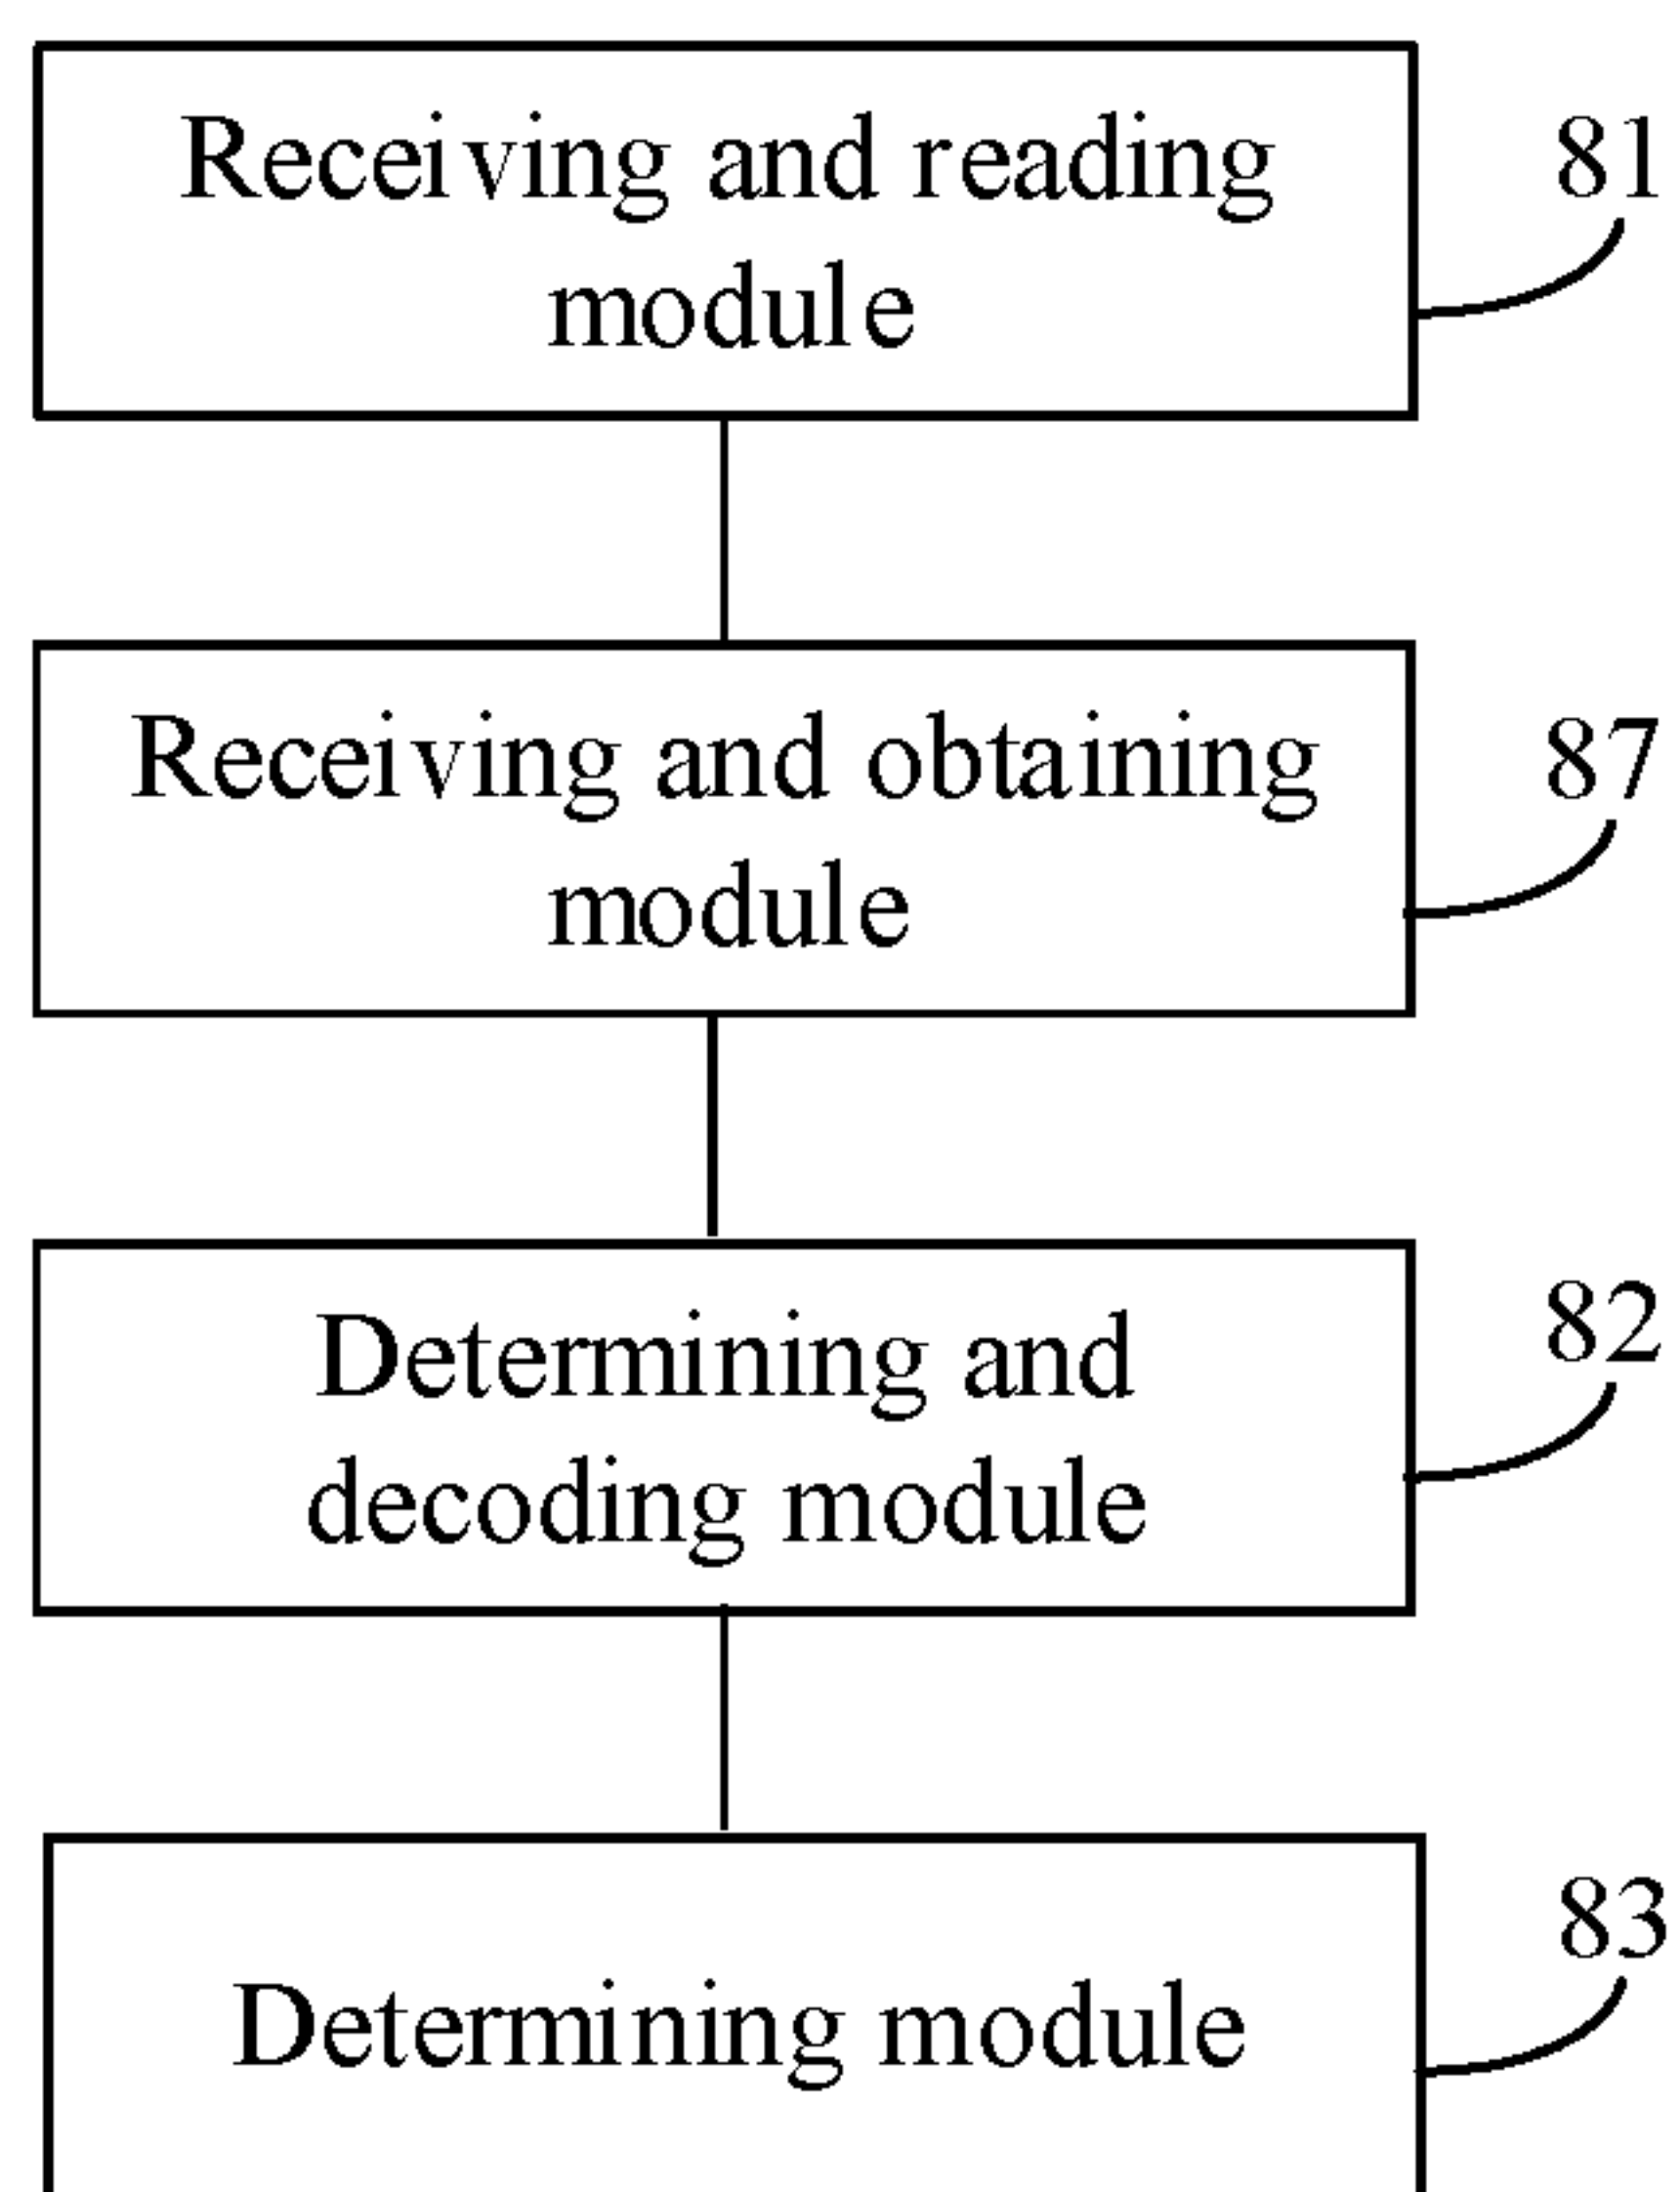 Receiving and reading
module
81
Receiving and obtaining
module
87
Determining and
decoding module
82
Determining module
83